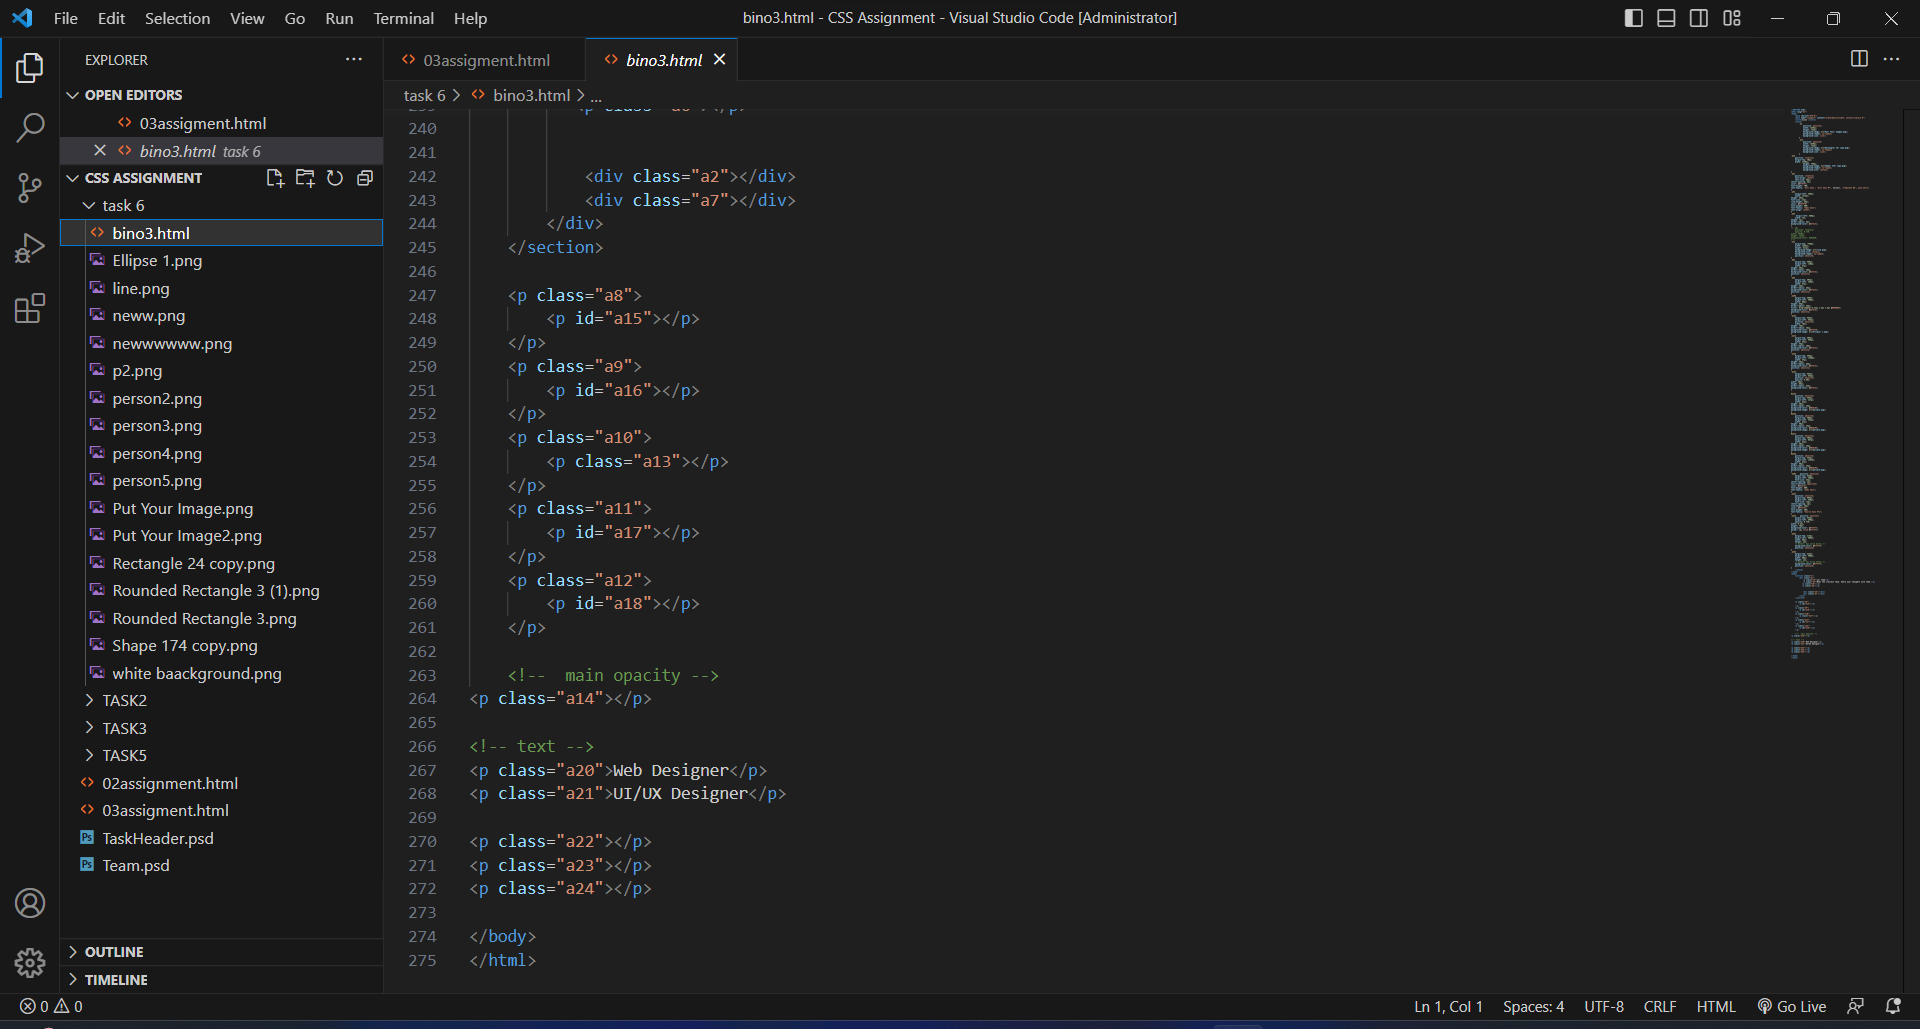 File Edit Selection View Go Run Terminal Help
bino3.html - CSS Assignment - Visual Studio Code [Administrator]
EXPLORER
OPEN EDITORS
03assigment.html
bino3.html task 6
CSS ASSIGNMENT
task 6
bino3.html
Ellipse 1.png
line.png
neww.png
newwwwww.png
p2.png
person2.png
person3.png
person4.png
person5.png
Put Your Image.png
Put Your Image2.png
Rectangle 24 copy.png
Rounded Rectangle 3 (1).png
Rounded Rectangle 3.png
Shape 174 copy.png
white baackground.png
TASK2
TASK3
TASK5
02assignment.html
03assigment.html
TaskHeader.psd
Team.psd
OUTLINE
TIMELINE
03assigment.html bino3.html
task 6 > bino3.html > ...
240
241
242 <div class="a2"></div>
243 <div class="a7"></div>
244 </div>
245 </section>
246
247 <p class="a8">
248 <p id="a15"></p>
249 </p>
250 <p class="a9">
251 <p id="a16"></p>
252 </p>
253 <p class="a10">
254 <p class="a13"></p>
255 </p>
256 <p class="a11">
257 <p id="a17"></p>
258 </p>
259 <p class="a12">
260 <p id="a18"></p>
261 </p>
262
263 <!--  main opacity -->
264 <p class="a14"></p>
265
266 <!-- text -->
267 <p class="a20">Web Designer</p>
268 <p class="a21">UI/UX Designer</p>
269
270 <p class="a22"></p>
271 <p class="a23"></p>
272 <p class="a24"></p>
273
274 </body>
275 </html>
0 0
Ln 1, Col 1 Spaces: 4 UTF-8 CRLF HTML Go Live